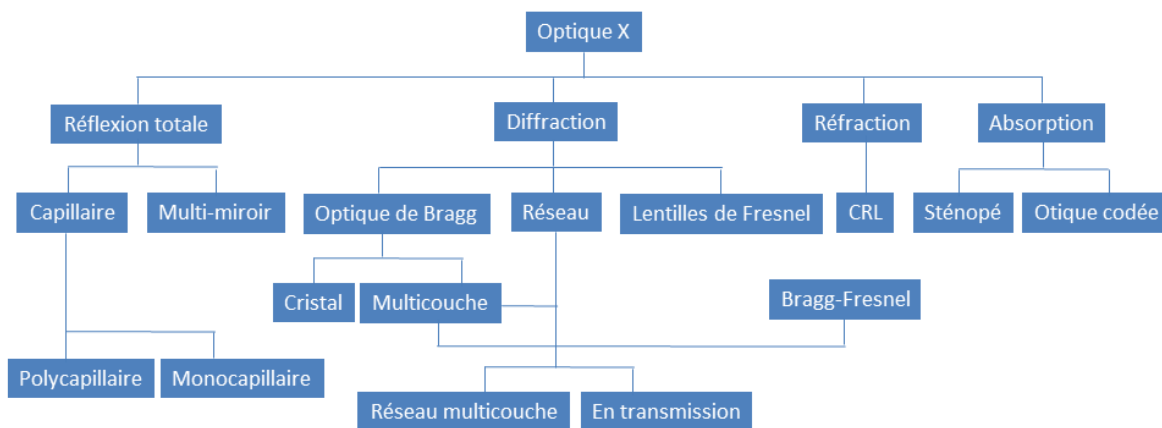 Optique X
Réflexion totale
Diffraction
Réfraction
Absorption
Capillaire
Multi-miroir
Optique de Bragg
Réseau
Lentilles de Fresnel
CRL
Sténopé
Otique codée
Cristal
Multicouche
Bragg-Fresnel
Polycapillaire
Monocapillaire
Réseau multicouche
En transmission